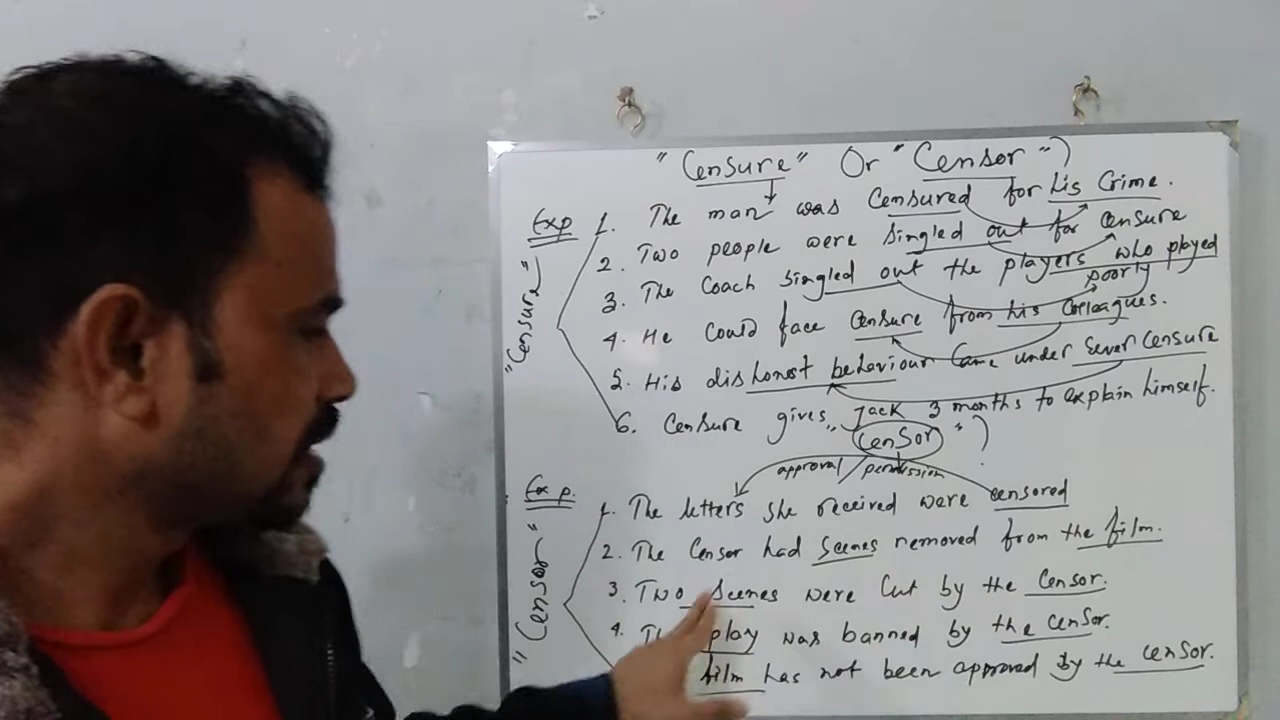 "Censure" Or "Censor")
Exp 1. The man was Censured for his Crime.
2. Two people were Singled out for Censure
3. The Coach Singled out the players who played
poorly
4. He Could face Censure from his Colleagues.
"Censure"
5. His dishonest behaviour Came under Sever Censure
6. Censure gives Jack 3 months to explain himself.
"Censor")
approval / permission
Exp. 1. The letters She received were Censored
2. The Censor had Scenes removed from the film.
"Censor"
3. Two Scenes were Cut by the Censor.
4. play was banned by the Censor.
film has not been approved by the Censor.